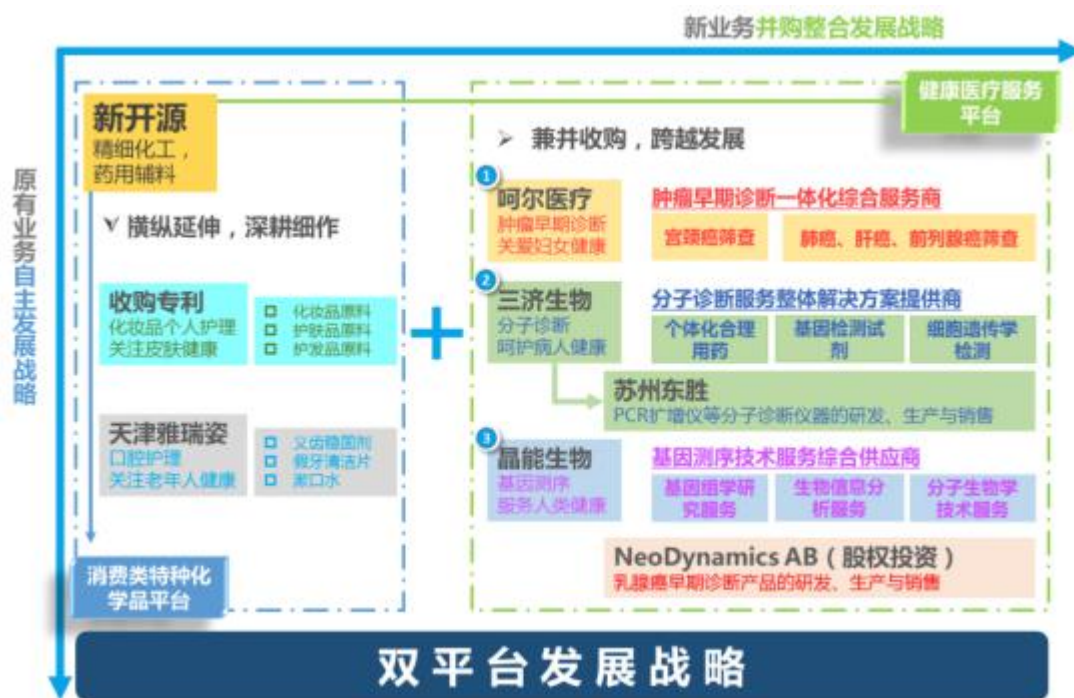 新业务并购整合发展战略
健康医疗服务
平台
新开源
精细化工，
药用辅料
原有业务自主发展战略
横纵延伸，深耕细作
收购专利
化妆品个人护理
关注皮肤健康
化妆品原料
护肤品原料
护发品原料
天津雅瑞姿
口腔护理
关注老年人健康
义齿稳固剂
假牙清洁片
漱口水
消费类特种化
学品平台
兼并收购，跨越发展
1
呵尔医疗
肿瘤早期诊断
关爱妇女健康
肿瘤早期诊断一体化综合服务商
宫颈癌筛查
肺癌、肝癌、前列腺癌筛查
2
三济生物
分子诊断
呵护病人健康
分子诊断服务整体解决方案提供商
个体化合理
用药
基因检测试
剂
细胞遗传学
检测
苏州东胜
PCR扩增仪等分子诊断仪器的研发、生产与销售
3
晶能生物
基因测序
服务人类健康
基因测序技术服务综合供应商
基因组学研
究服务
生物信息分
析服务
分子生物学
技术服务
NeoDynamics AB（股权投资）
乳腺癌早期诊断产品的研发、生产与销售
双平台发展战略